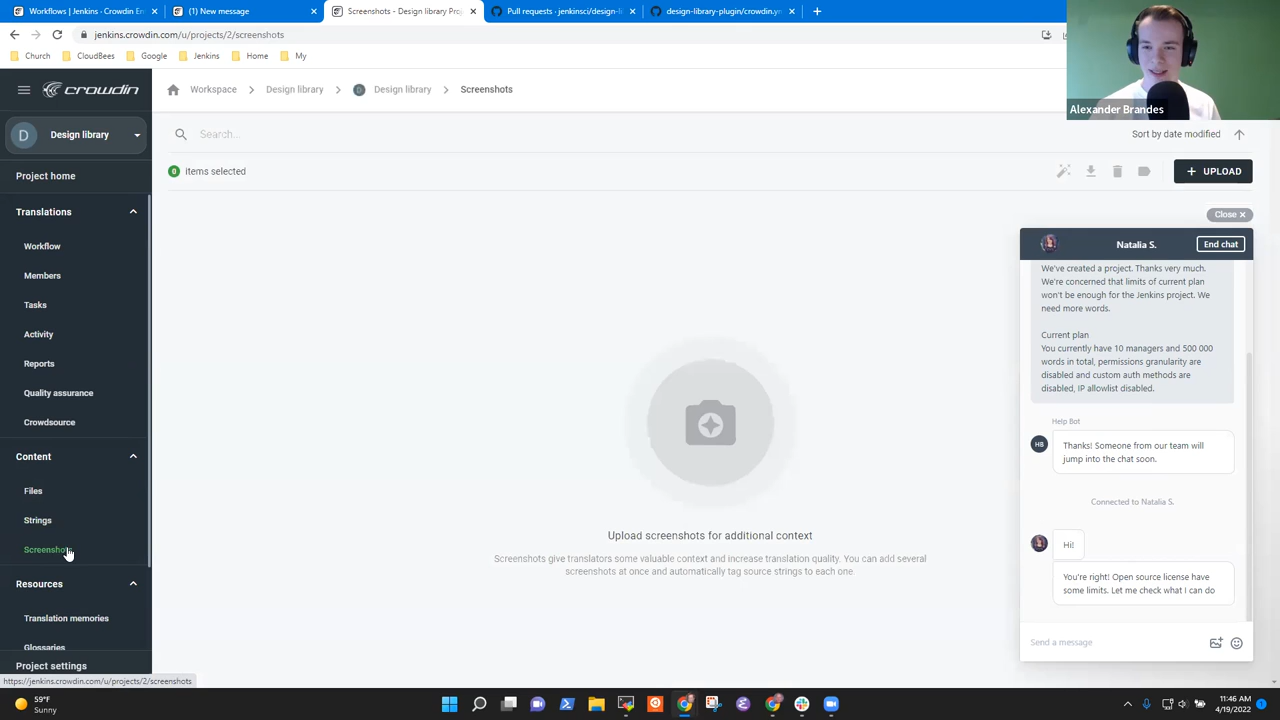 Workflows | Jenkins - Crowdin En
(1) New message
Screenshots - Design library Proj
Pull requests · jenkinsci/design-li
design-library-plugin/crowdin.ym
jenkins.crowdin.com/u/projects/2/screenshots
Church
CloudBees
Google
Jenkins
Home
My
crowdin
Workspace
Design library
D
Design library
Screenshots
Alexander Brandes
D
Design library
Search...
Sort by date modified
Project home
0 items selected
UPLOAD
Translations
Workflow
Members
Tasks
Activity
Reports
Quality assurance
Crowdsource
Content
Files
Strings
Screenshots
Resources
Translation memories
Glossaries
Project settings
Upload screenshots for additional context
Screenshots give translators some valuable context and increase translation quality. You can add several
screenshots at once and automatically tag source strings to each one.
Close
Natalia S.
End chat
We've created a project. Thanks very much.
We're concerned that limits of current plan
won't be enough for the Jenkins project. We
need more words.
Current plan
You currently have 10 managers and 500 000
words in total, permissions granularity are
disabled and custom auth methods are
disabled, IP allowlist disabled.
Help Bot
HB
Thanks! Someone from our team will
jump into the chat soon.
Connected to Natalia S.
Hi!
You're right! Open source license have
some limits. Let me check what I can do
Send a message
https://jenkins.crowdin.com/u/projects/2/screenshots
59°F
Sunny
11:46 AM
4/19/2022